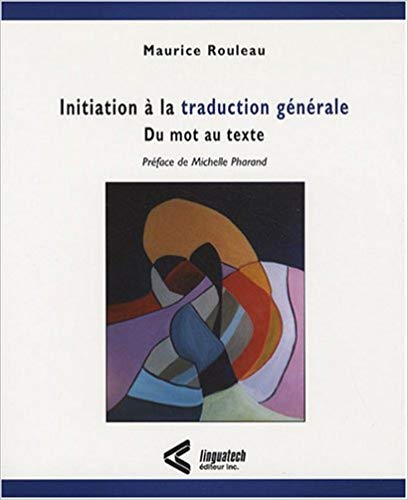 Maurice Rouleau
Initiation à la traduction générale
Du mot au texte
Préface de Michelle Pharand
linguatech
éditeur inc.